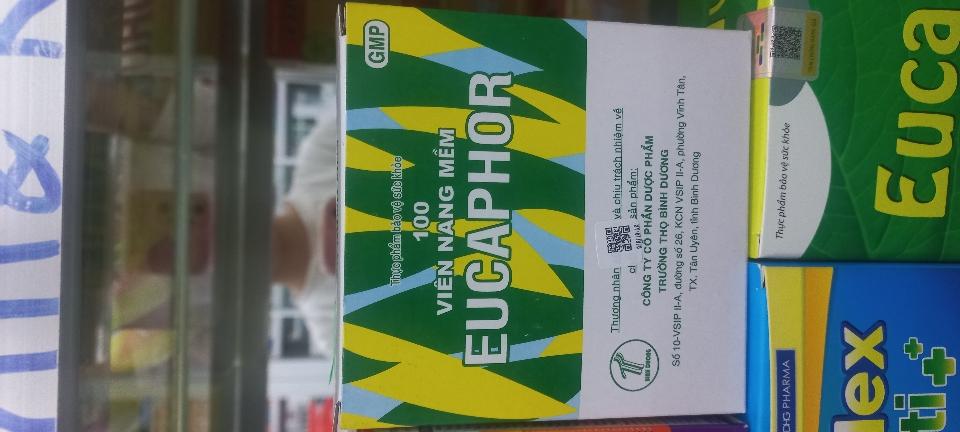 GMP
Thực phẩm bảo vệ sức khỏe
100
VIÊN NANG MỀM
EUCAPHOR
Thương nhân và chịu trách nhiệm về
sản phẩm:
CÔNG TY CỔ PHẦN DƯỢC PHẨM
TRƯỜNG THỌ BÌNH DƯƠNG
Số 10-VSIP II-A, đường số 26, KCN VSIP II-A, phường Vĩnh Tân,
TX. Tân Uyên, tỉnh Bình Dương
BINH DUONG
Euca
Thực phẩm bảo vệ sức khỏe
PHARMA
lex
ti